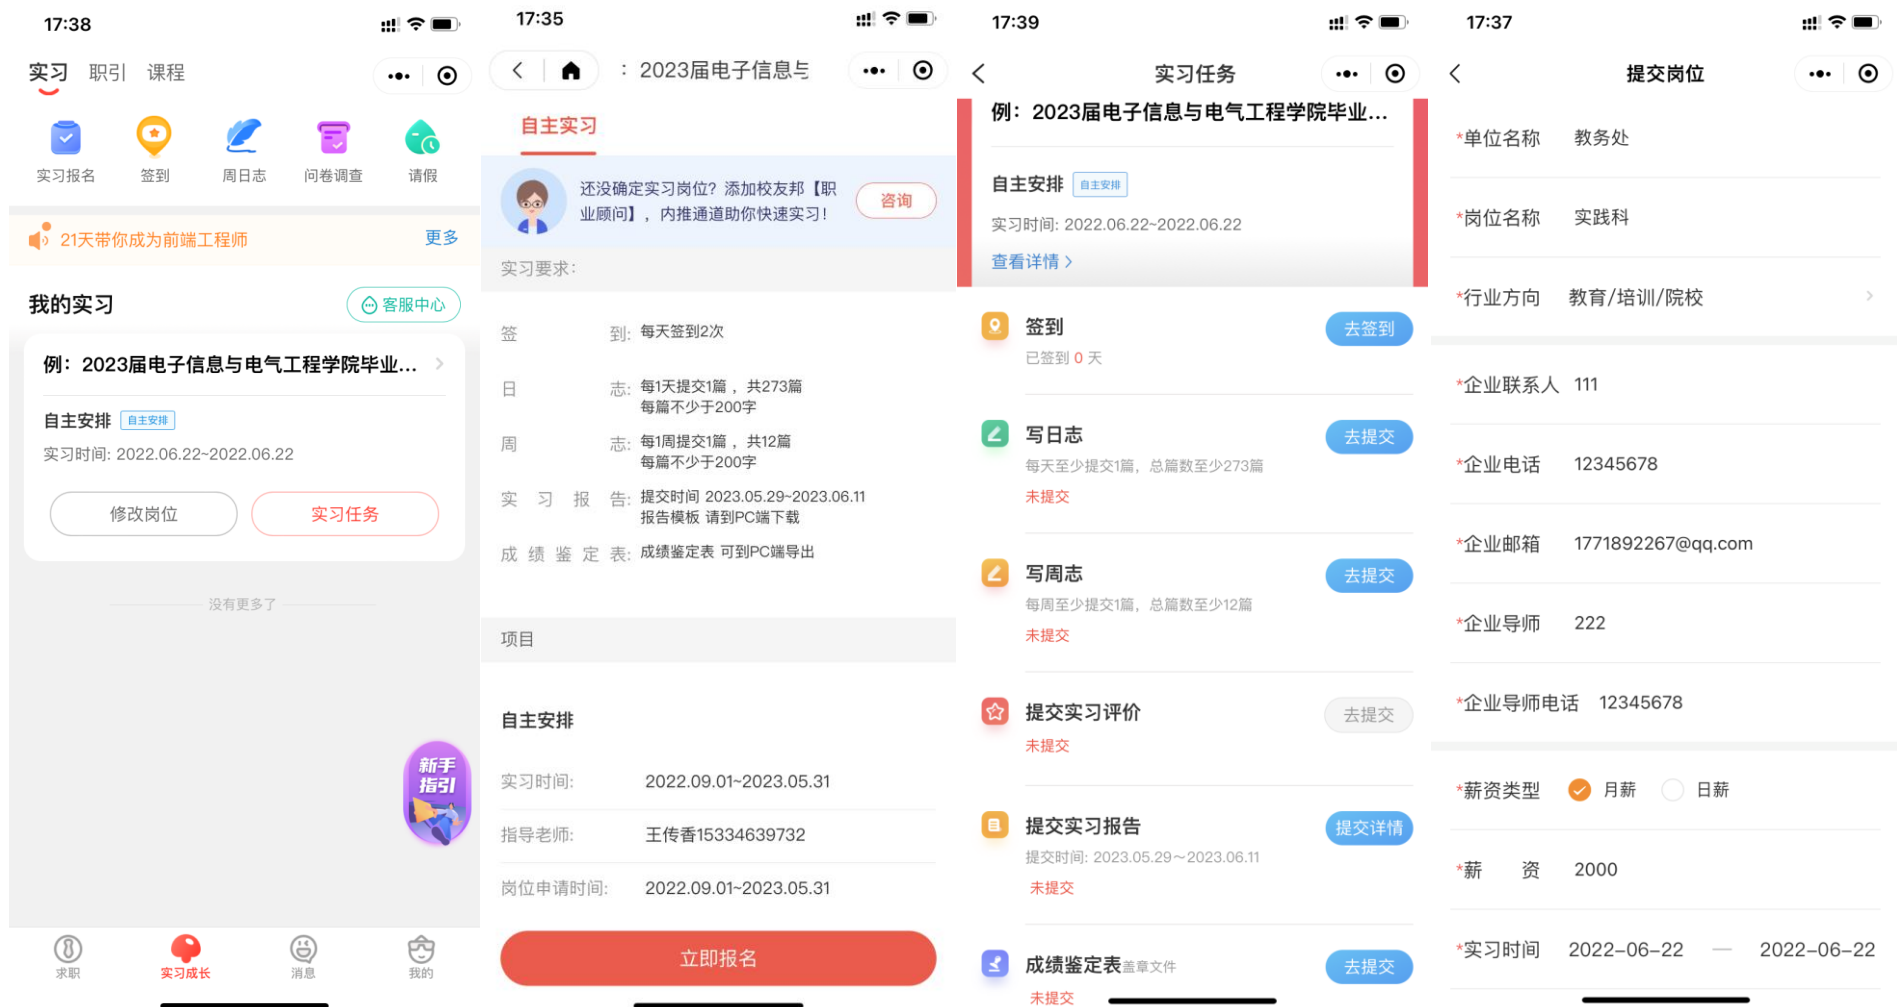 17:38
实习 职引 课程
实习报名 签到 周日志 问卷调查 请假
21天带你成为前端工程师 更多
我的实习 客服中心
例：2023届电子信息与电气工程学院毕业...
自主安排 自主安排
实习时间: 2022.06.22~2022.06.22
修改岗位 实习任务
没有更多了
新手
指引
求职 实习成长 消息 我的
17:35
：2023届电子信息与
自主实习
还没确定实习岗位？添加校友邦【职
业顾问】，内推通道助你快速实习！
咨询
实习要求：
签到: 每天签到2次
日志: 每1天提交1篇 ，共273篇
每篇不少于200字
周志: 每1周提交1篇 ，共12篇
每篇不少于200字
实习报告: 提交时间 2023.05.29~2023.06.11
报告模板 请到PC端下载
成绩鉴定表: 成绩鉴定表 可到PC端导出
项目
自主安排
实习时间: 2022.09.01~2023.05.31
指导老师: 王传香15334639732
岗位申请时间: 2022.09.01~2023.05.31
立即报名
17:39
实习任务
例：2023届电子信息与电气工程学院毕业...
自主安排 自主安排
实习时间: 2022.06.22~2022.06.22
查看详情
签到 去签到
已签到 0 天
写日志 去提交
每天至少提交1篇，总篇数至少273篇
未提交
写周志 去提交
每周至少提交1篇，总篇数至少12篇
未提交
提交实习评价 去提交
未提交
提交实习报告 提交详情
提交时间: 2023.05.29～2023.06.11
未提交
成绩鉴定表盖章文件 去提交
未提交
17:37
提交岗位
*单位名称 教务处
*岗位名称 实践科
*行业方向 教育/培训/院校
*企业联系人 111
*企业电话 12345678
*企业邮箱 1771892267@qq.com
*企业导师 222
*企业导师电话 12345678
*薪资类型 月薪 日薪
*薪资 2000
*实习时间 2022-06-22 — 2022-06-22